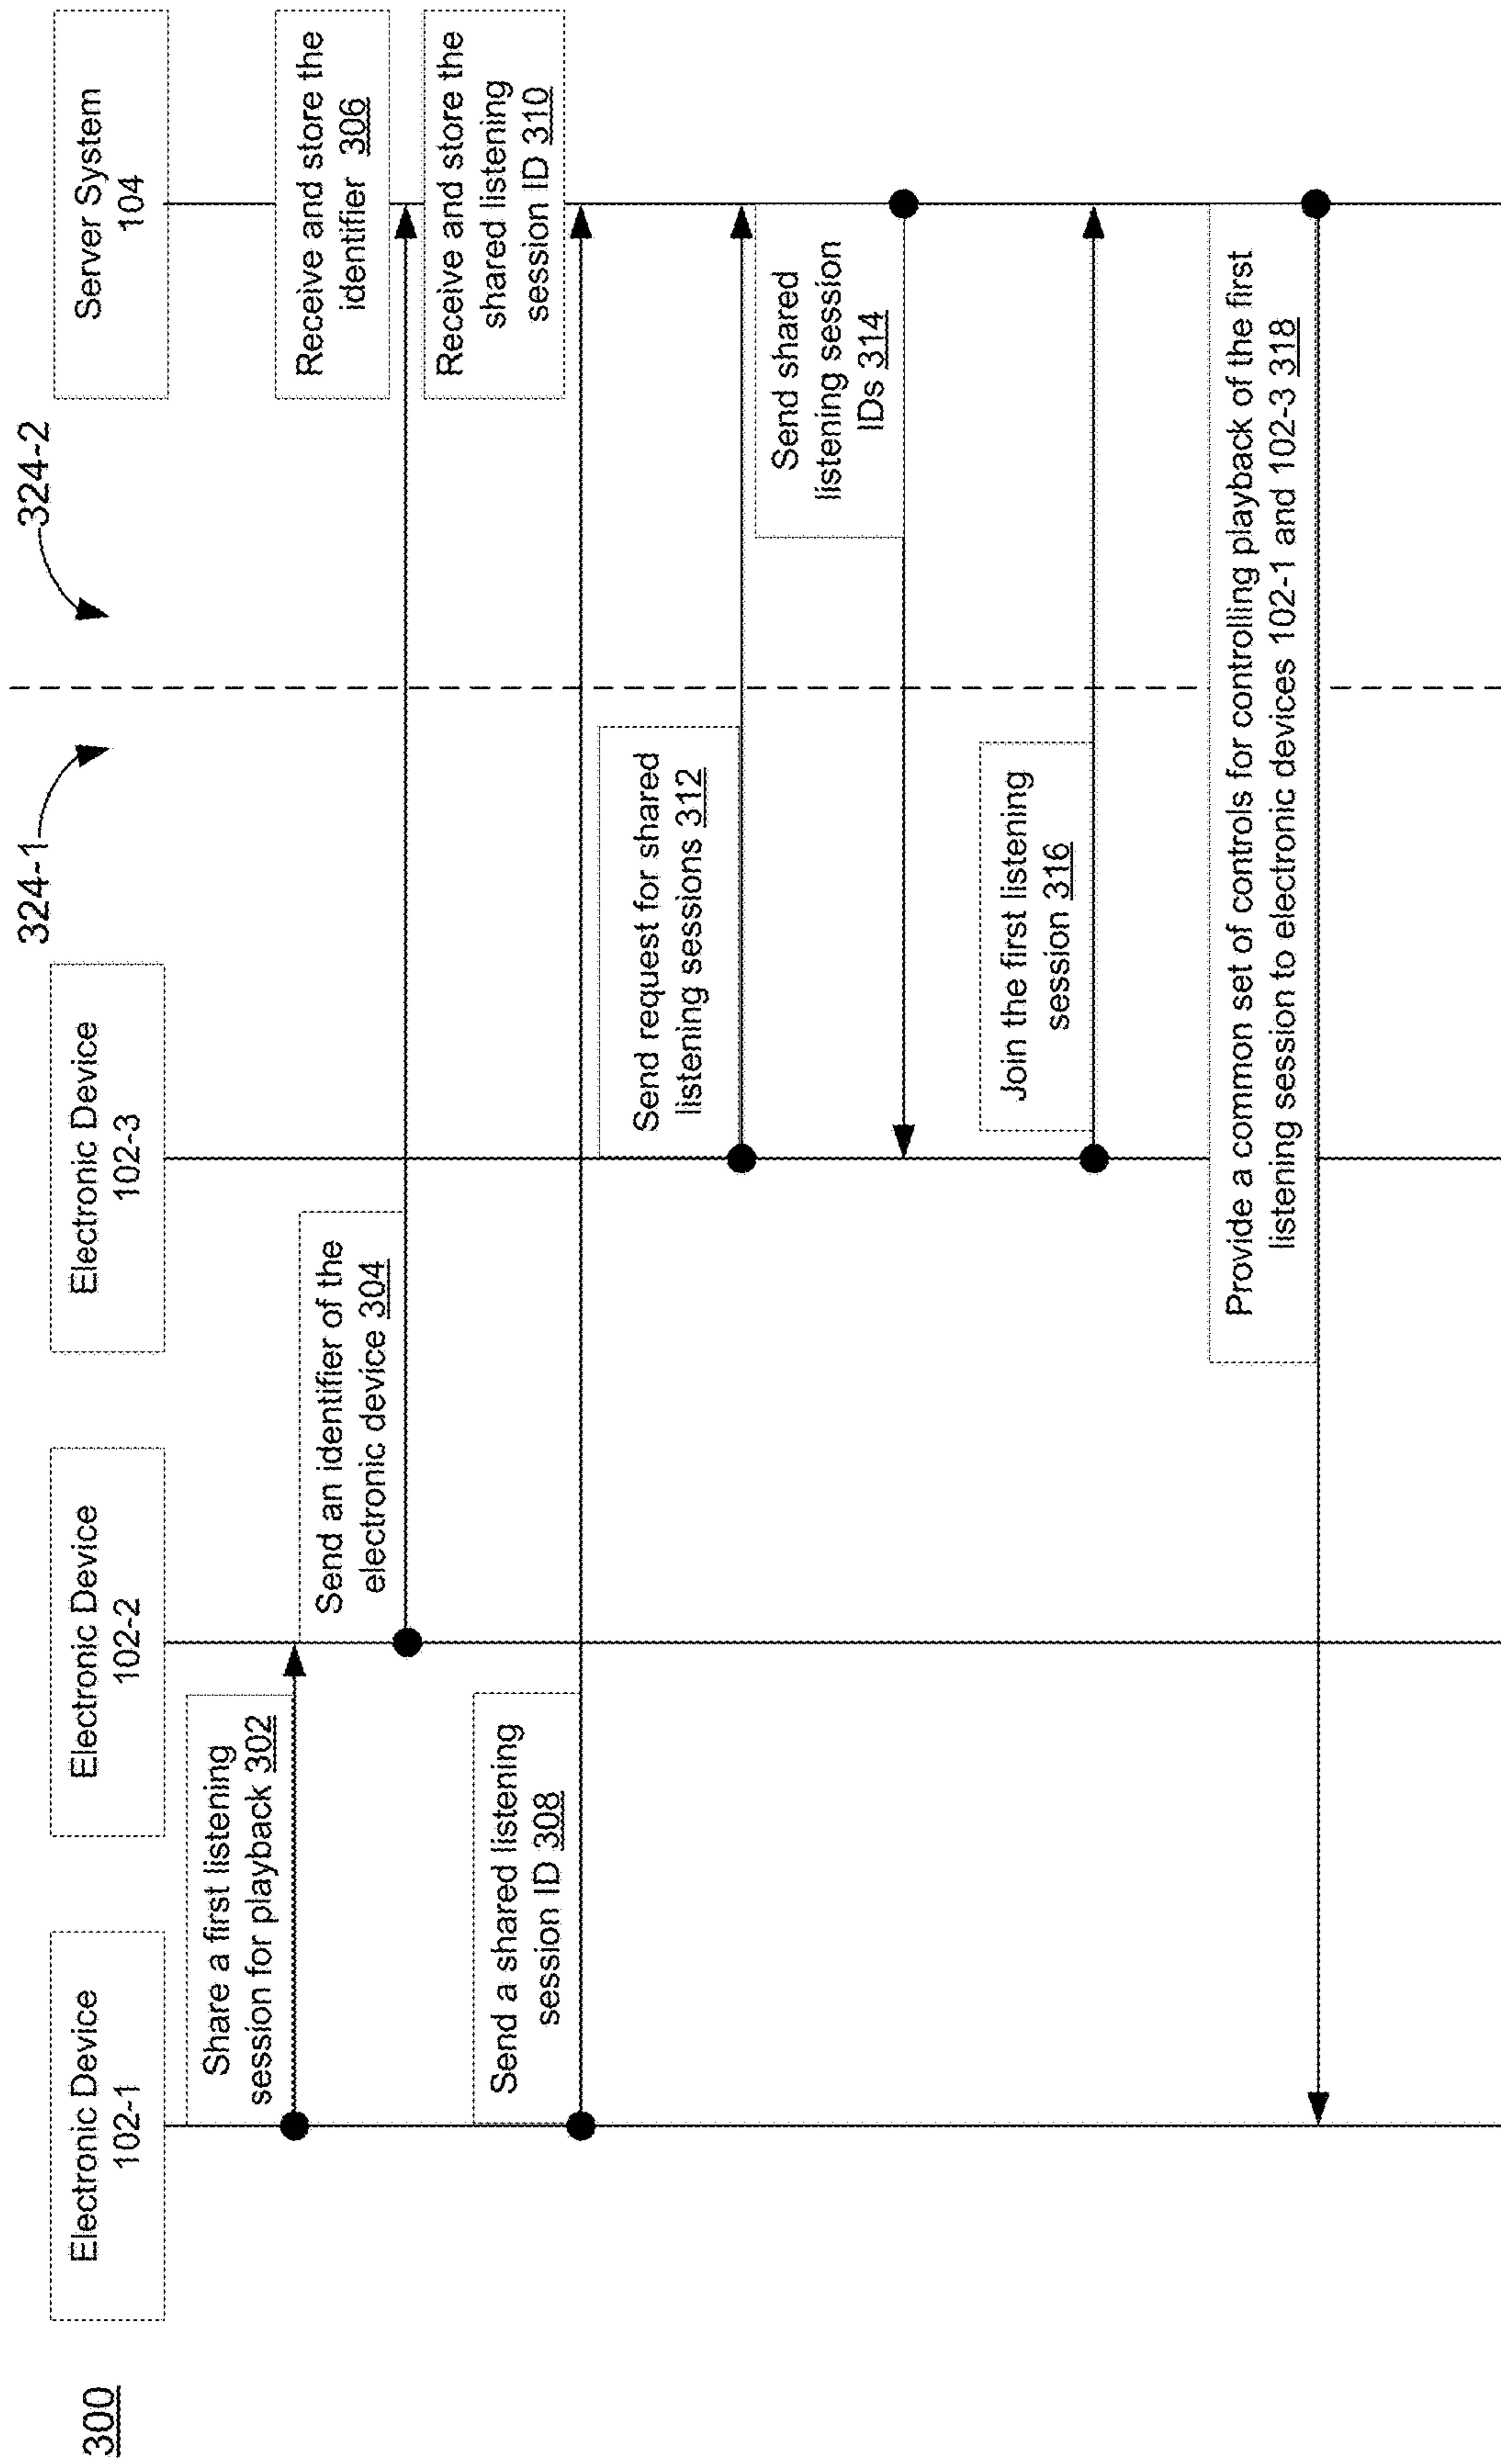 300
324-1
324-2
Electronic Device
102-1
Electronic Device
102-2
Electronic Device
102-3
Server System
104
Share a first listening
session for playback 302
Send an identifier of the
electronic device 304
Receive and store the
identifier 306
Send a shared listening
session ID 308
Receive and store the
shared listening
session ID 310
Send request for shared
listening sessions 312
Send shared
listening session
IDs 314
Join the first listening
session 316
Provide a common set of controls for controlling playback of the first
listening session to electronic devices 102-1 and 102-3 318